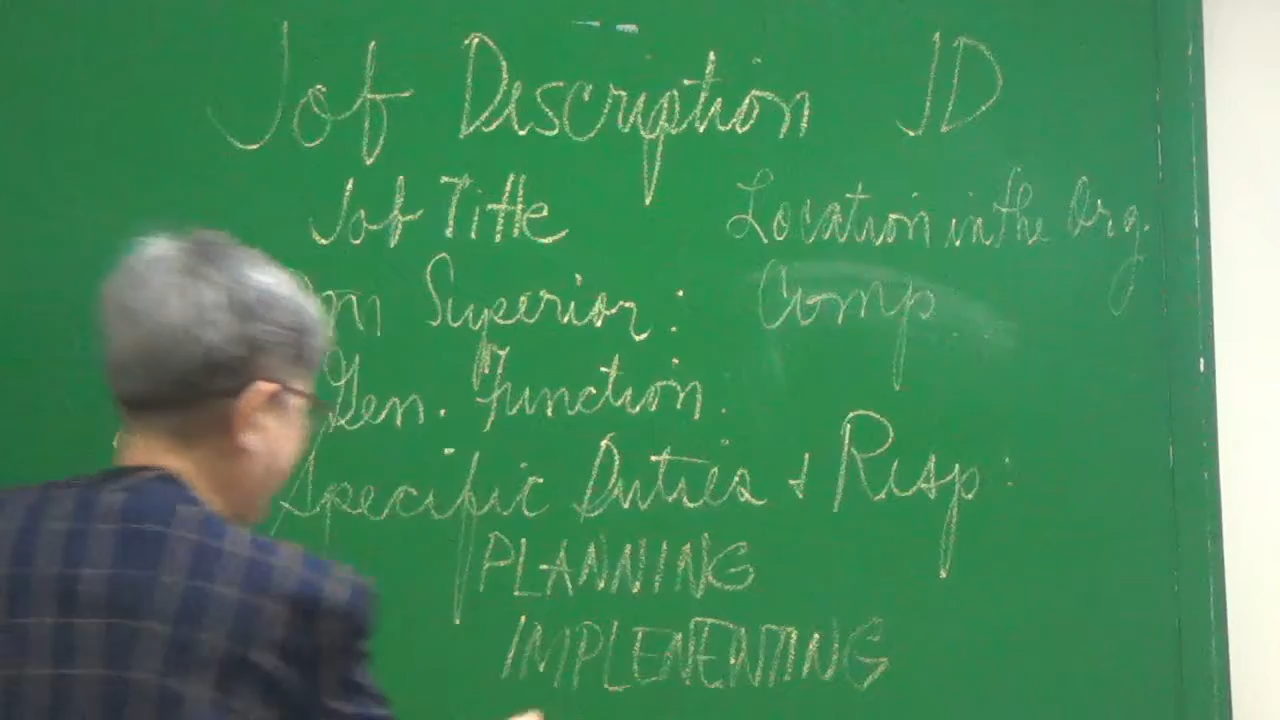 Job Description JD
Job Title Location in the Org.
Superior: Comp
Gen. Function.
Specific Duties & Resp:
PLANNING
IMPLEMENTING